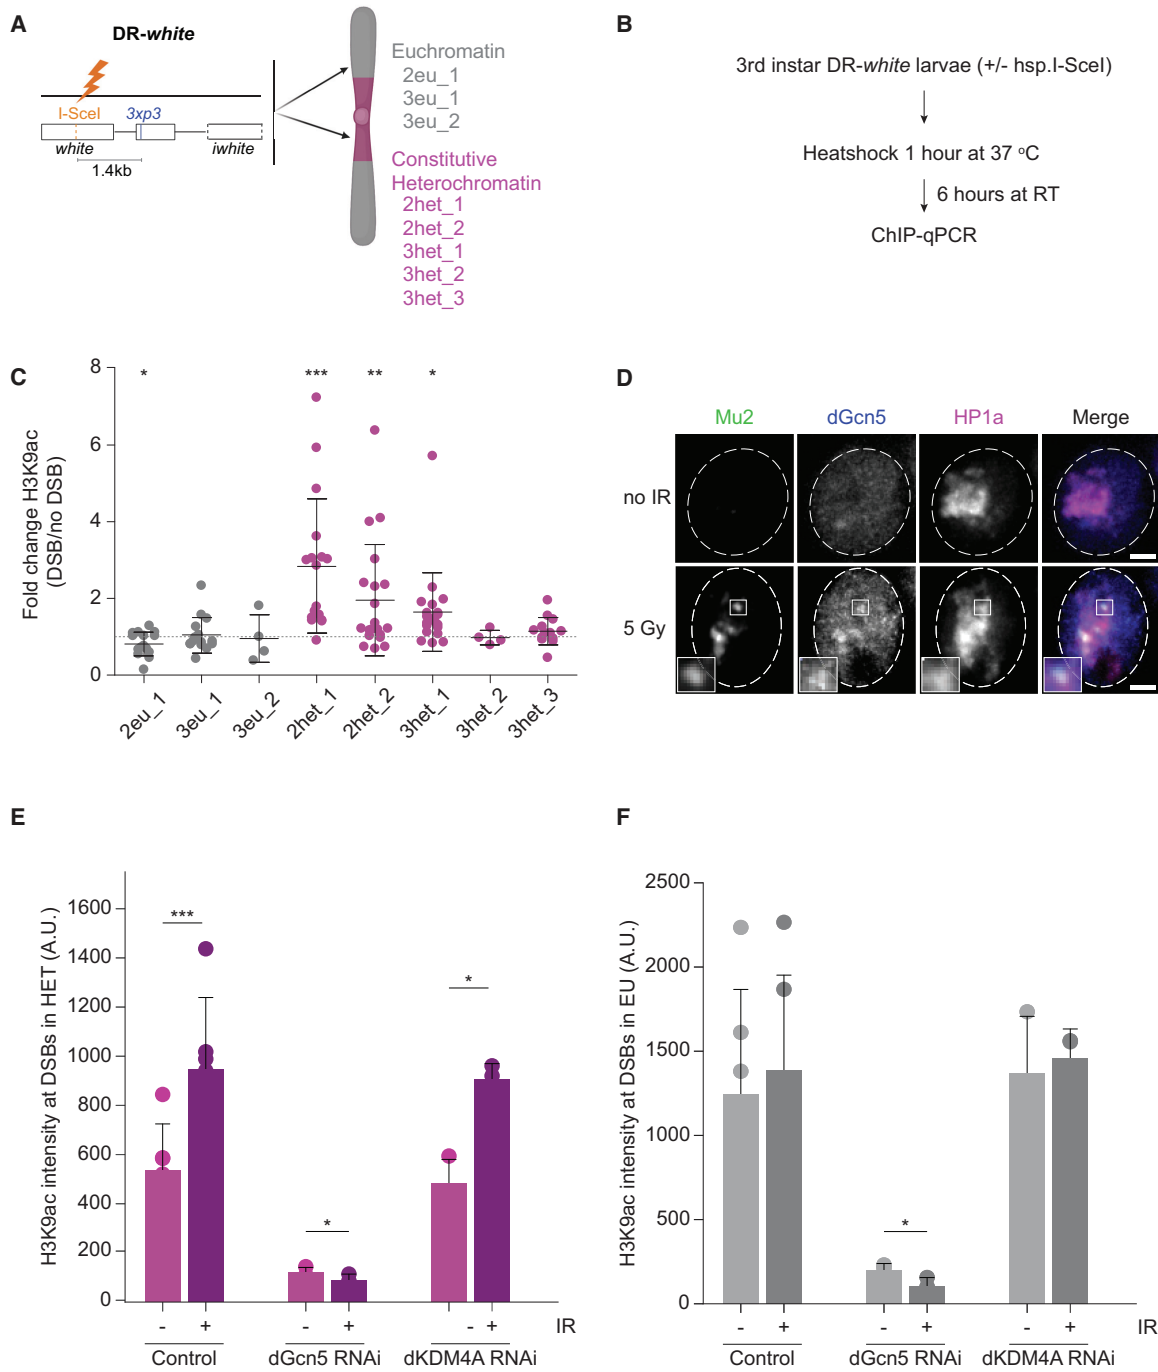 A
DR-white
I-SceI
3xp3
white
iwhite
1.4kb
Euchromatin
2eu_1
3eu_1
3eu_2
Constitutive
Heterochromatin
2het_1
2het_2
3het_1
3het_2
3het_3
B
3rd instar DR-white larvae (+/- hsp.I-SceI)
Heatshock 1 hour at 37 °C
6 hours at RT
ChIP-qPCR
C
Fold change H3K9ac
(DSB/no DSB)
8
6
4
2
0
* *** ** *
2eu_1 3eu_1 3eu_2 2het_1 2het_2 3het_1 3het_2 3het_3
D
Mu2 dGcn5 HP1a Merge
no IR
5 Gy
E
H3K9ac intensity at DSBs in HET (A.U.)
1600
1400
1200
1000
800
600
400
200
0
*** * *
- + - + - + IR
Control dGcn5 RNAi dKDM4A RNAi
F
H3K9ac intensity at DSBs in EU (A.U.)
2500
2000
1500
1000
500
0
*
- + - + - + IR
Control dGcn5 RNAi dKDM4A RNAi